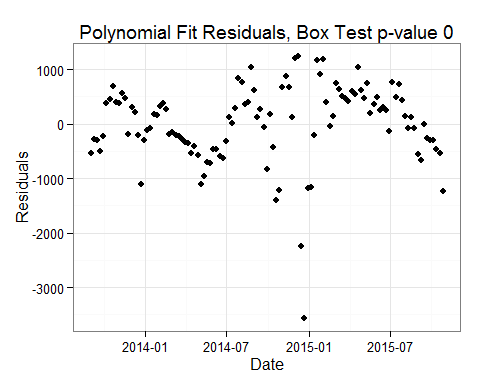 Polynomial Fit Residuals, Box Test p-value 0
Residuals
1000
0
-1000
-2000
-3000
2014-01 2014-07 2015-01 2015-07
Date